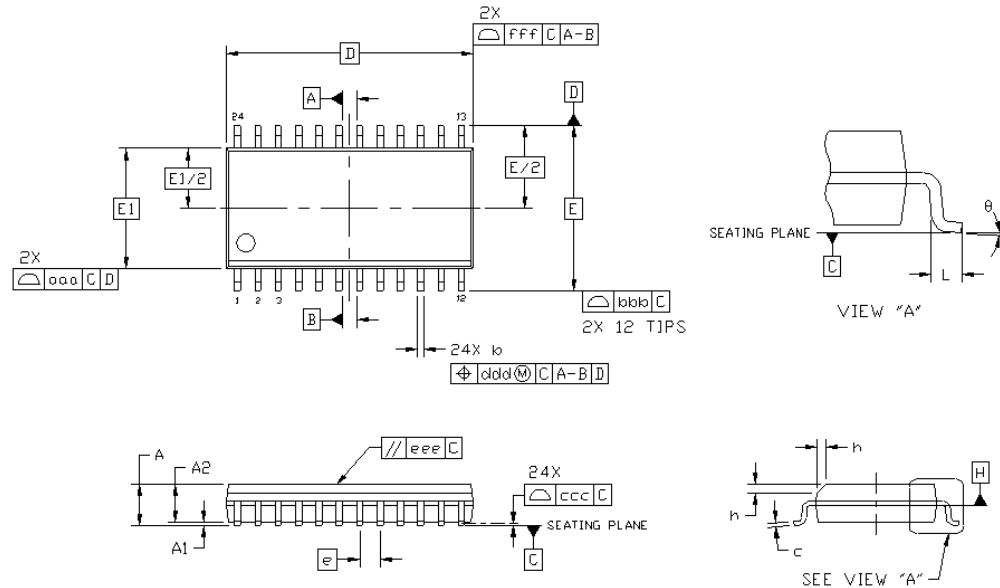 2X
⌓ fff C A-B
D
A
D
24
13
E1/2
E/2
E1
E
2X
⌓ aaa C D
1 2 3
12
B
⌓ bbb C
2X 12 TIPS
24X b
⌖ ddd Ⓜ C A-B D
θ
SEATING PLANE
C
L
VIEW "A"
// eee C
A
A2
24X
⌓ ccc C
SEATING PLANE
A1
C
e
h
H
h
c
SEE VIEW "A"